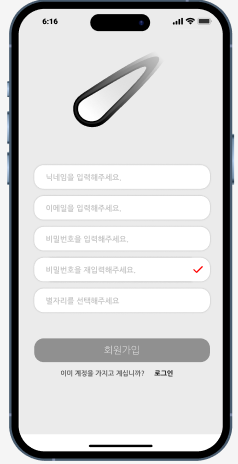 6:16
닉네임을 입력해주세요.
이메일을 입력해주세요.
비밀번호을 입력해주세요.
비밀번호을 재입력해주세요.
별자리를 선택해주세요
회원가입
이미 계정을 가지고 계십니까? 로그인